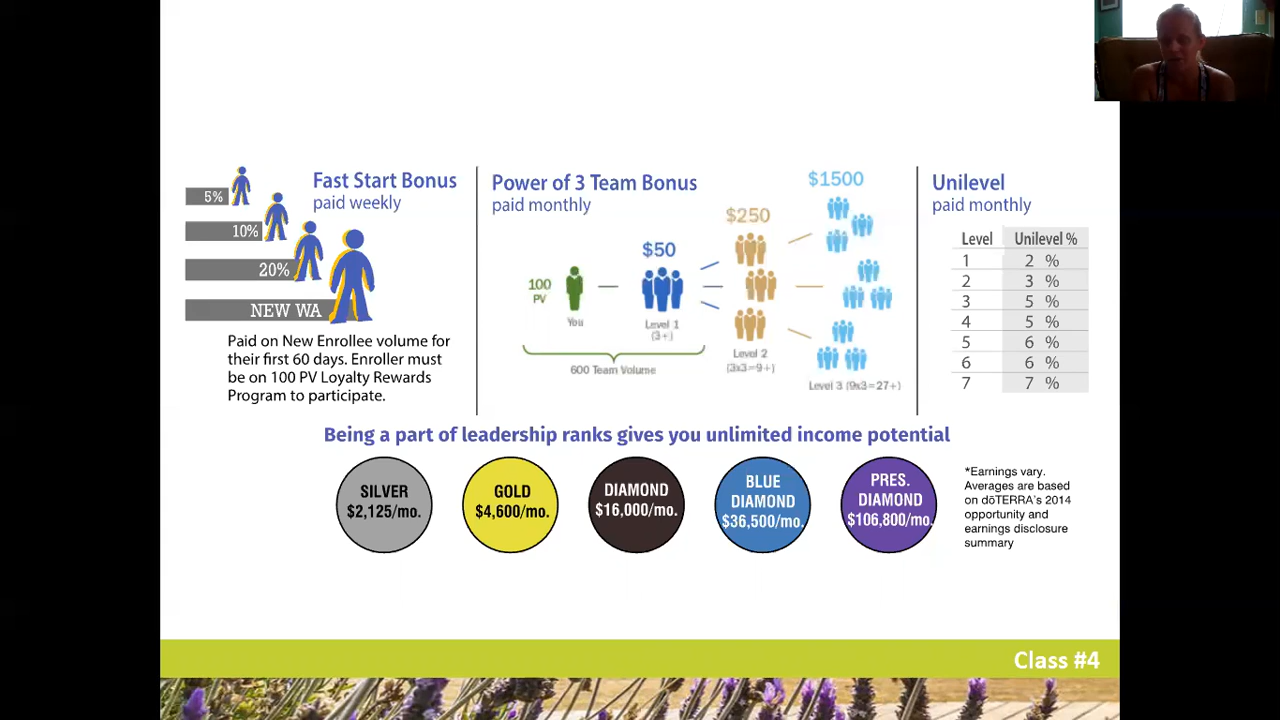 Fast Start Bonus
paid weekly
5%
10%
20%
NEW WA
Paid on New Enrollee volume for
their first 60 days. Enroller must
be on 100 PV Loyalty Rewards
Program to participate.
Power of 3 Team Bonus
paid monthly
$1500
$250
$50
100
PV
You
Level 1
(3+)
600 Team Volume
Level 2
(3x3=9+)
Level 3 (9x3=27+)
Unilevel
paid monthly
Level Unilevel %
1 2 %
2 3 %
3 5 %
4 5 %
5 6 %
6 6 %
7 7 %
Being a part of leadership ranks gives you unlimited income potential
SILVER
$2,125/mo.
GOLD
$4,600/mo.
DIAMOND
$16,000/mo.
BLUE
DIAMOND
$36,500/mo.
PRES.
DIAMOND
$106,800/mo.
*Earnings vary.
Averages are based
on dōTERRA's 2014
opportunity and
earnings disclosure
summary
Class #4